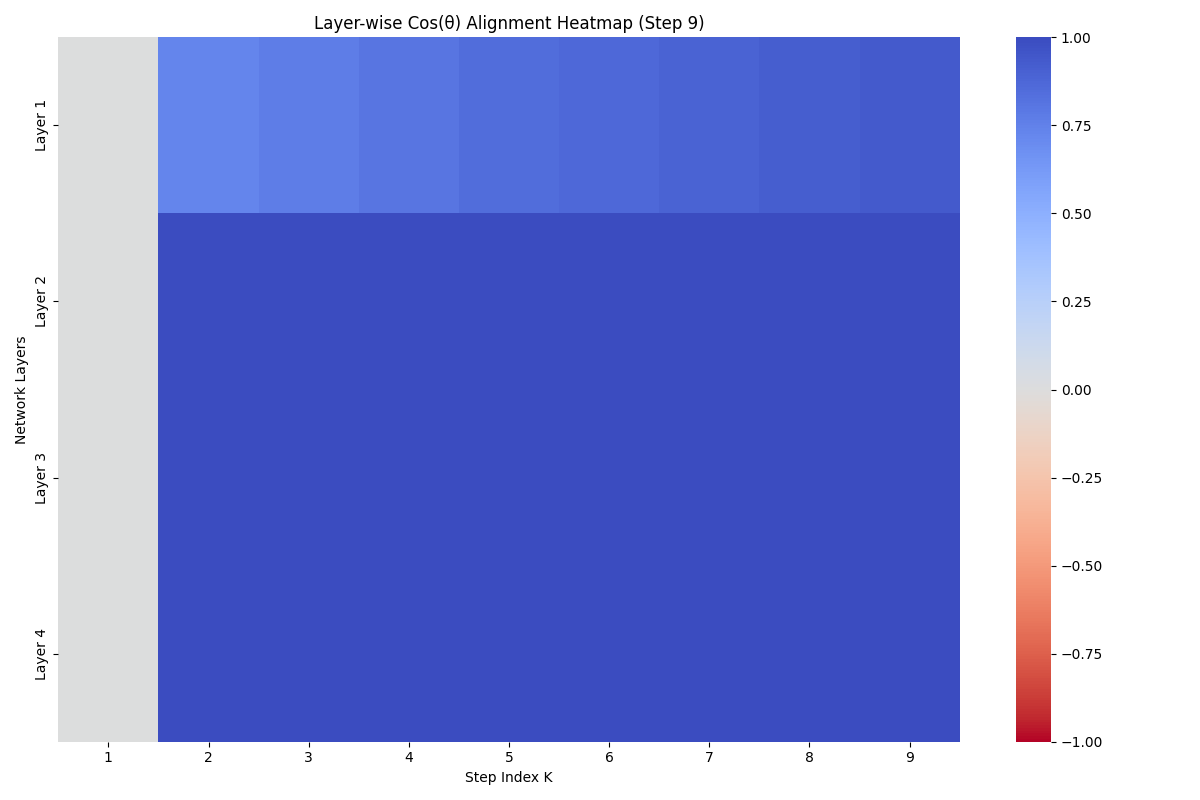 Layer-wise Cos(θ) Alignment Heatmap (Step 9)
Network Layers
Layer 1
Layer 2
Layer 3
Layer 4
1 2 3 4 5 6 7 8 9
Step Index K
1.00
0.75
0.50
0.25
0.00
−0.25
−0.50
−0.75
−1.00